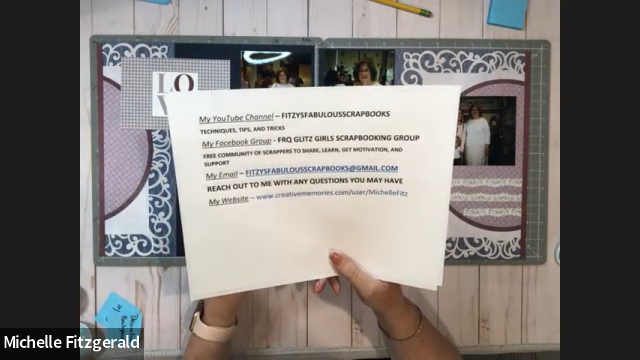 LO
My YouTube Channel – FITZYSFABULOUSSCRAPBOOKS
TECHNIQUES, TIPS, AND TRICKS
My Facebook Group - FRQ GLITZ GIRLS SCRAPBOOKING GROUP
FREE COMMUNITY OF SCRAPPERS TO SHARE, LEARN, GET MOTIVATION, AND
SUPPORT
My Email – FITZYSFABULOUSSCRAPBOOKS@GMAIL.COM
REACH OUT TO ME WITH ANY QUESTIONS YOU MAY HAVE
My Website – www.creativememories.com/user/MichelleFitz
Michelle Fitzgerald